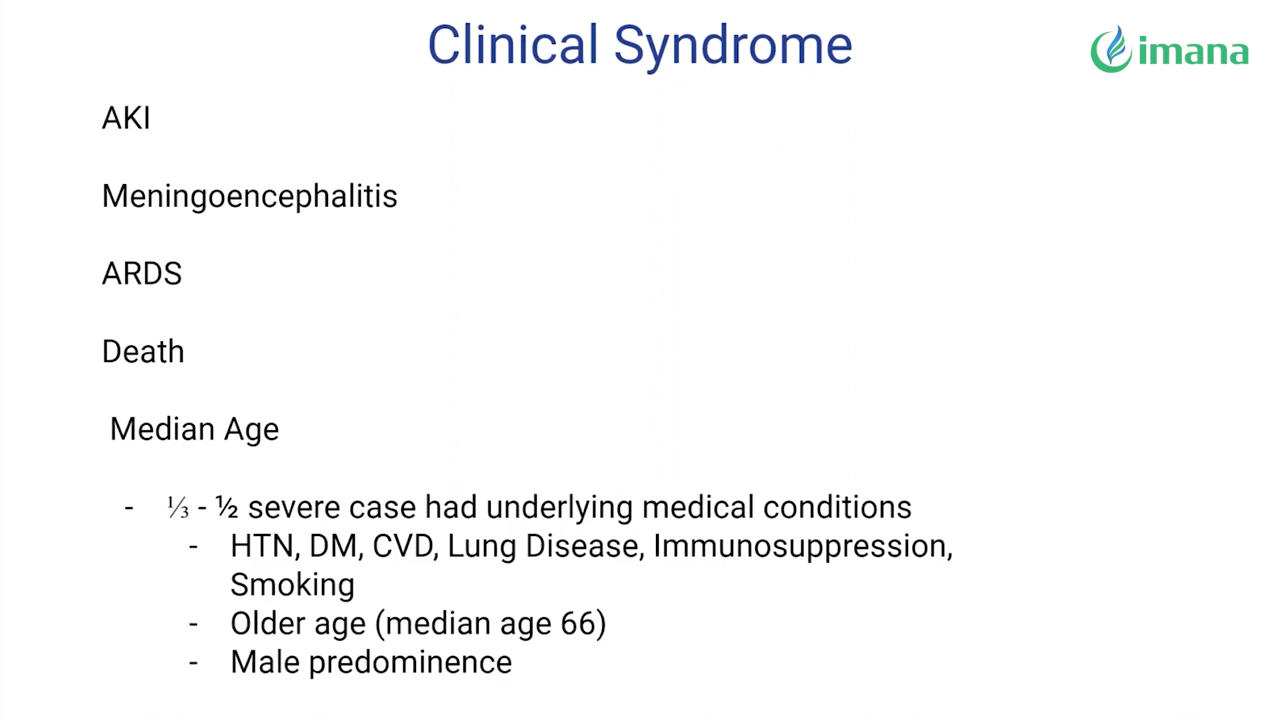 Clinical Syndrome
imana
AKI
Meningoencephalitis
ARDS
Death
Median Age
- ⅓ - ½ severe case had underlying medical conditions
- HTN, DM, CVD, Lung Disease, Immunosuppression,
Smoking
- Older age (median age 66)
- Male predominence